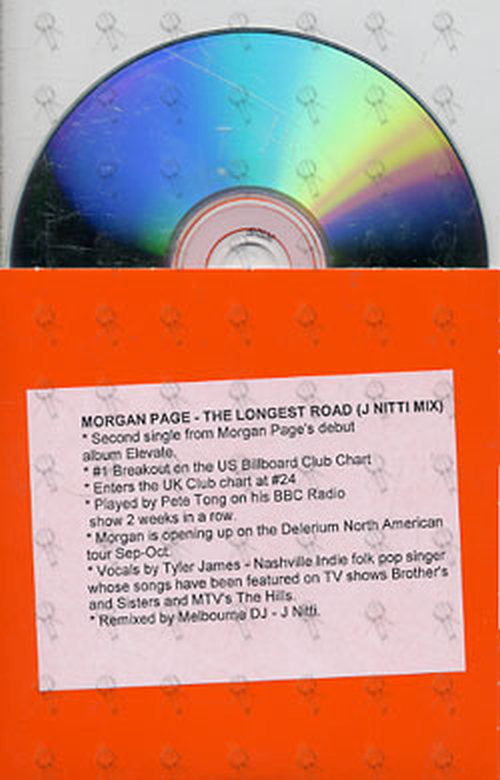 MORGAN PAGE - THE LONGEST ROAD (J NITTI MIX)
* Second single from Morgan Page's debut
album Elevate.
* #1 Breakout on the US Billboard Club Chart
* Enters the UK Club chart at #24
* Played by Pete Tong on his BBC Radio
show 2 weeks in a row.
* Morgan is opening up on the Delerium North American
tour Sep-Oct.
* Vocals by Tyler James - Nashville Indie folk pop singer
whose songs have been featured on TV shows Brother's
and Sisters and MTV's The Hills.
* Remixed by Melbourne DJ - J Nitti.